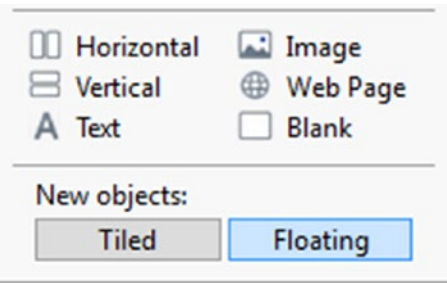 Horizontal Image
Vertical Web Page
Text Blank
New objects:
Tiled Floating